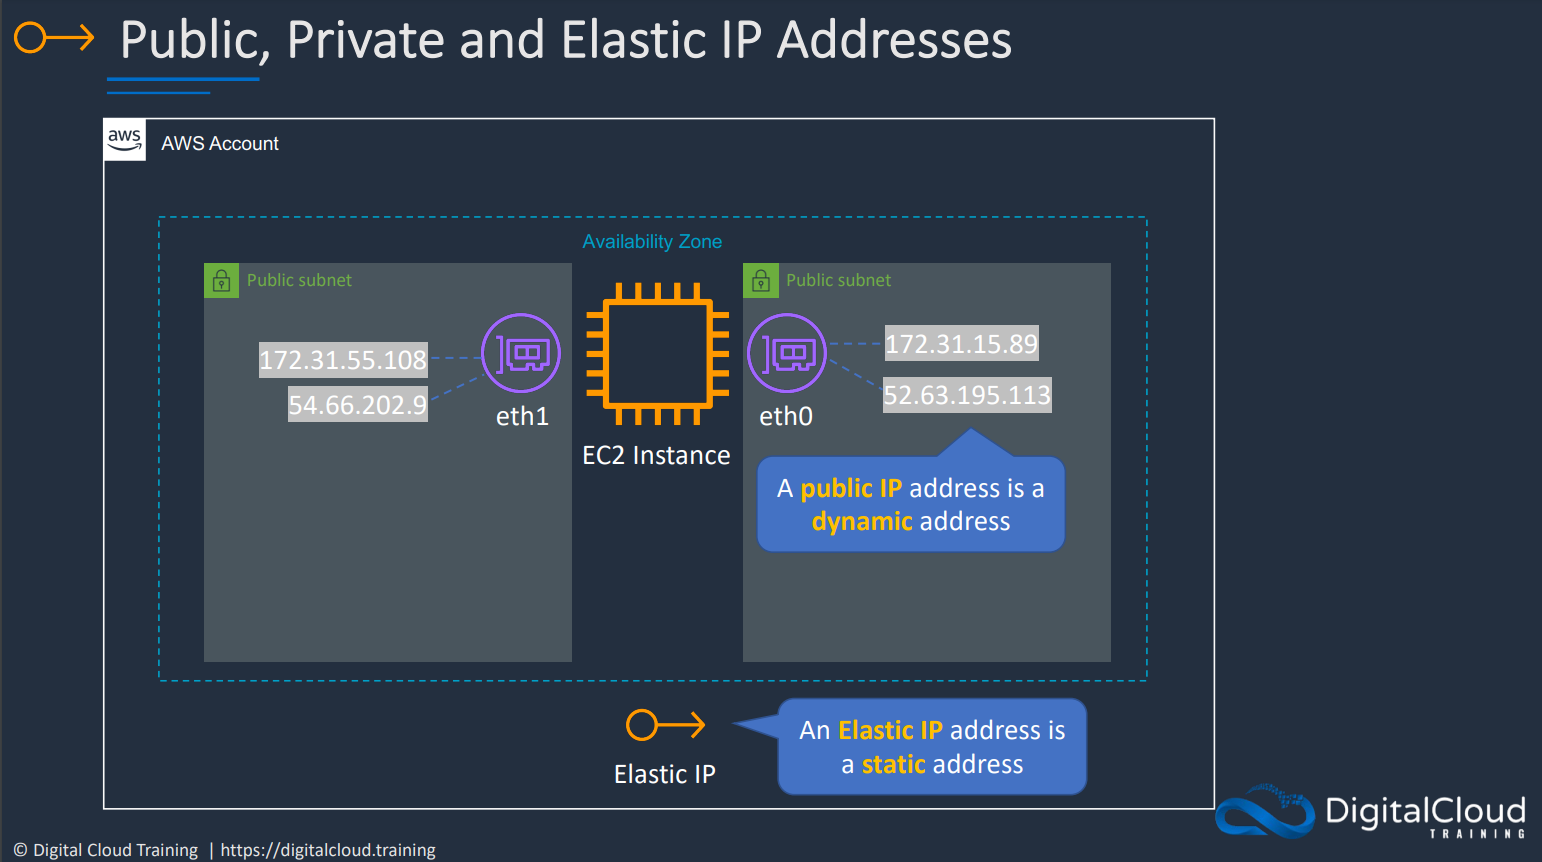 Public, Private and Elastic IP Addresses
aws
AWS Account
Availability Zone
Public subnet
Public subnet
172.31.55.108
54.66.202.9
eth1
EC2 Instance
eth0
172.31.15.89
52.63.195.113
A public IP address is a
dynamic address
Elastic IP
An Elastic IP address is
a static address
DigitalCloud
TRAINING
© Digital Cloud Training | https://digitalcloud.training